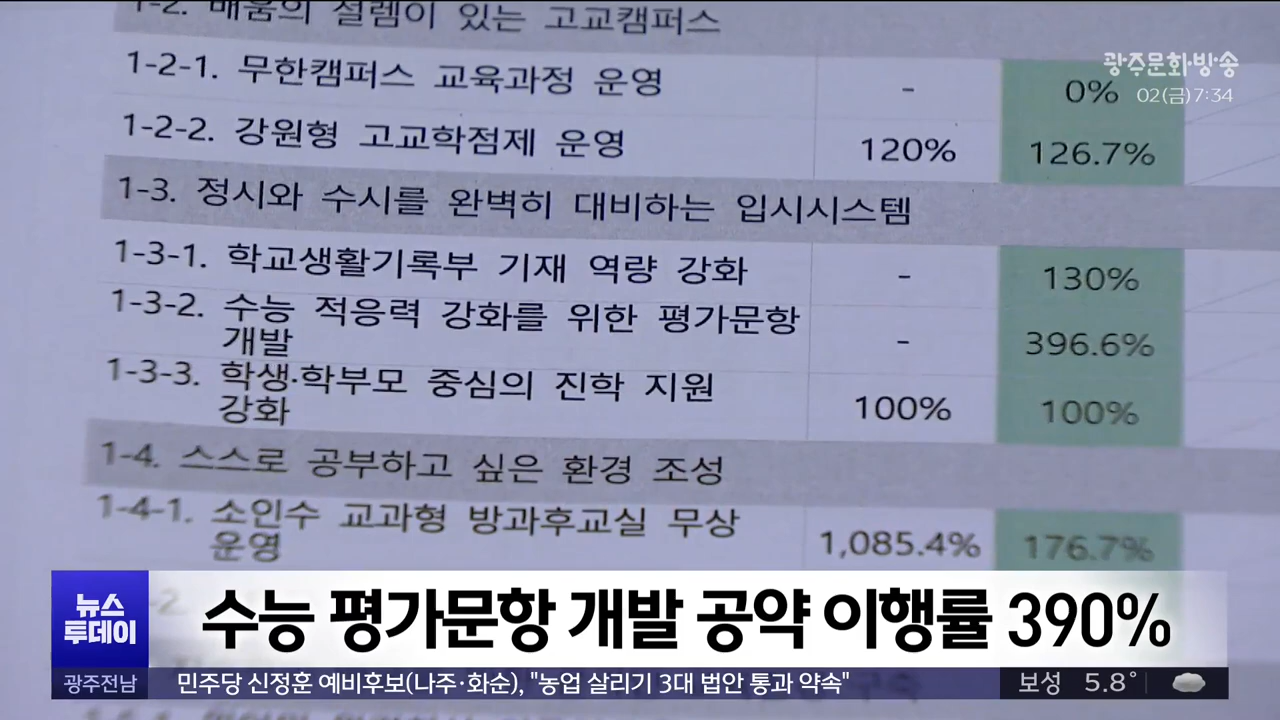 1-2. 배움의 설렘이 있는 고교캠퍼스
광주문화방송
02(금)7:34
1-2-1. 무한캠퍼스 교육과정 운영 - 0%
1-2-2. 강원형 고교학점제 운영 120% 126.7%
1-3. 정시와 수시를 완벽히 대비하는 입시시스템
1-3-1. 학교생활기록부 기재 역량 강화 - 130%
1-3-2. 수능 적응력 강화를 위한 평가문항
개발 - 396.6%
1-3-3. 학생·학부모 중심의 진학 지원
강화 100% 100%
1-4. 스스로 공부하고 싶은 환경 조성
1-4-1. 소인수 교과형 방과후교실 무상
운영 1,085.4% 176.7%
뉴스
투데이
수능 평가문항 개발 공약 이행률 390%
광주전남
민주당 신정훈 예비후보(나주·화순), "농업 살리기 3대 법안 통과 약속"
보성 5.8°